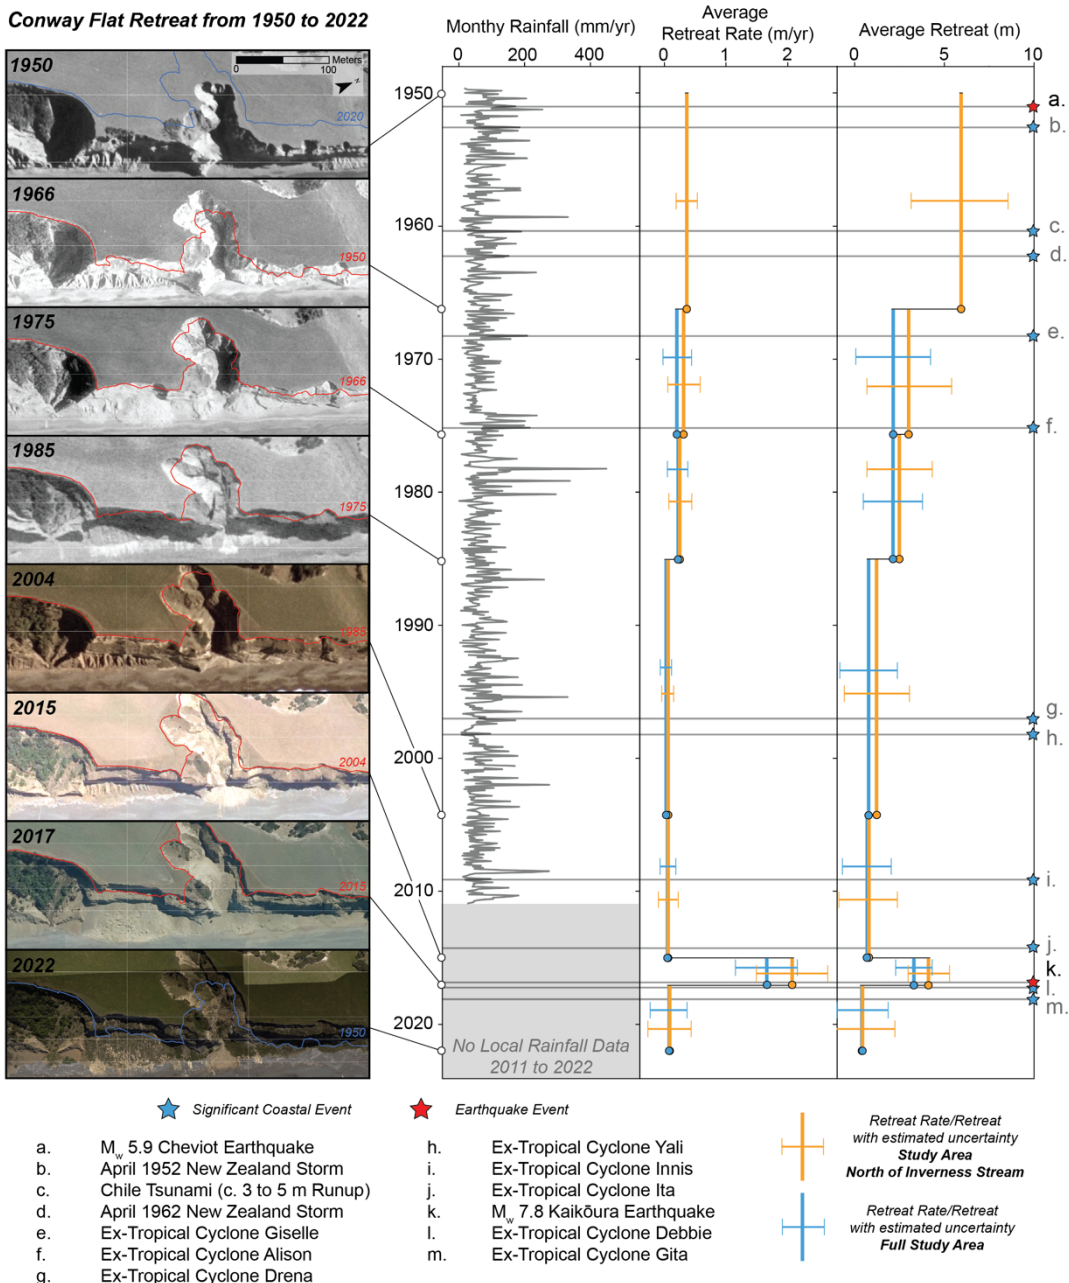 Conway Flat Retreat from 1950 to 2022
Monthy Rainfall (mm/yr)
Average
Retreat Rate (m/yr)
Average Retreat (m)
0 200 400
0 1 2
0 5 10
1950
Meters
0 100
z
2020
1966
1950
1975
1966
1985
1975
2004
1985
2015
2004
2017
2015
2022
1950
1950
1960
1970
1980
1990
2000
2010
2020
a.
b.
c.
d.
e.
f.
g.
h.
i.
j.
k.
l.
m.
No Local Rainfall Data
2011 to 2022
Significant Coastal Event
Earthquake Event
a. Mw 5.9 Cheviot Earthquake
b. April 1952 New Zealand Storm
c. Chile Tsunami (c. 3 to 5 m Runup)
d. April 1962 New Zealand Storm
e. Ex-Tropical Cyclone Giselle
f. Ex-Tropical Cyclone Alison
g. Ex-Tropical Cyclone Drena
h. Ex-Tropical Cyclone Yali
i. Ex-Tropical Cyclone Innis
j. Ex-Tropical Cyclone Ita
k. Mw 7.8 Kaikōura Earthquake
l. Ex-Tropical Cyclone Debbie
m. Ex-Tropical Cyclone Gita
Retreat Rate/Retreat
with estimated uncertainty
Study Area
North of Inverness Stream
Retreat Rate/Retreat
with estimated uncertainty
Full Study Area